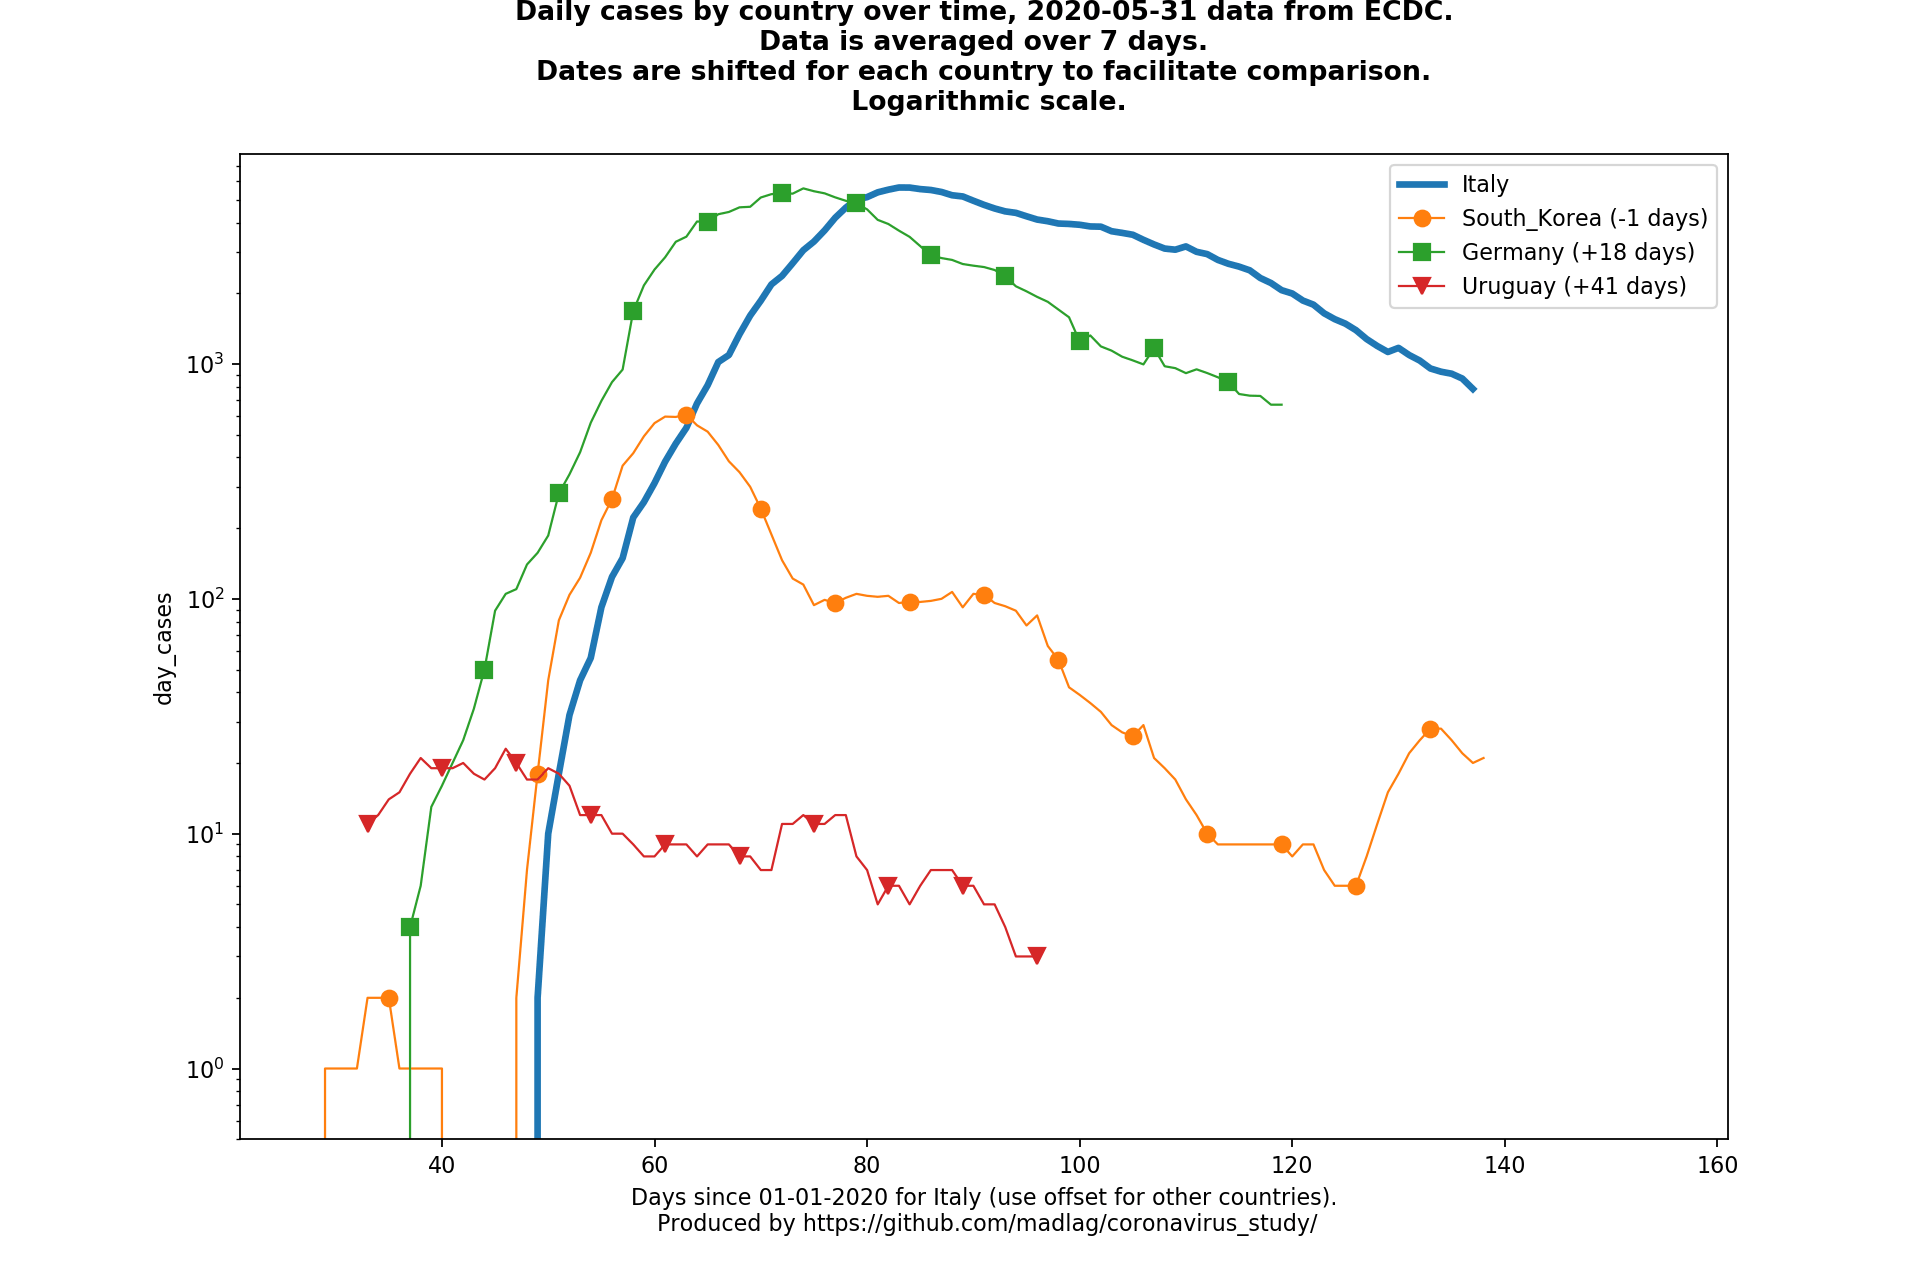 Daily cases by country over time, 2020-05-31 data from ECDC.
Data is averaged over 7 days.
Dates are shifted for each country to facilitate comparison.
Logarithmic scale.
Italy
South_Korea (-1 days)
Germany (+18 days)
Uruguay (+41 days)
day_cases
10³
10²
10¹
10⁰
40 60 80 100 120 140 160
Days since 01-01-2020 for Italy (use offset for other countries).
Produced by https://github.com/madlag/coronavirus_study/